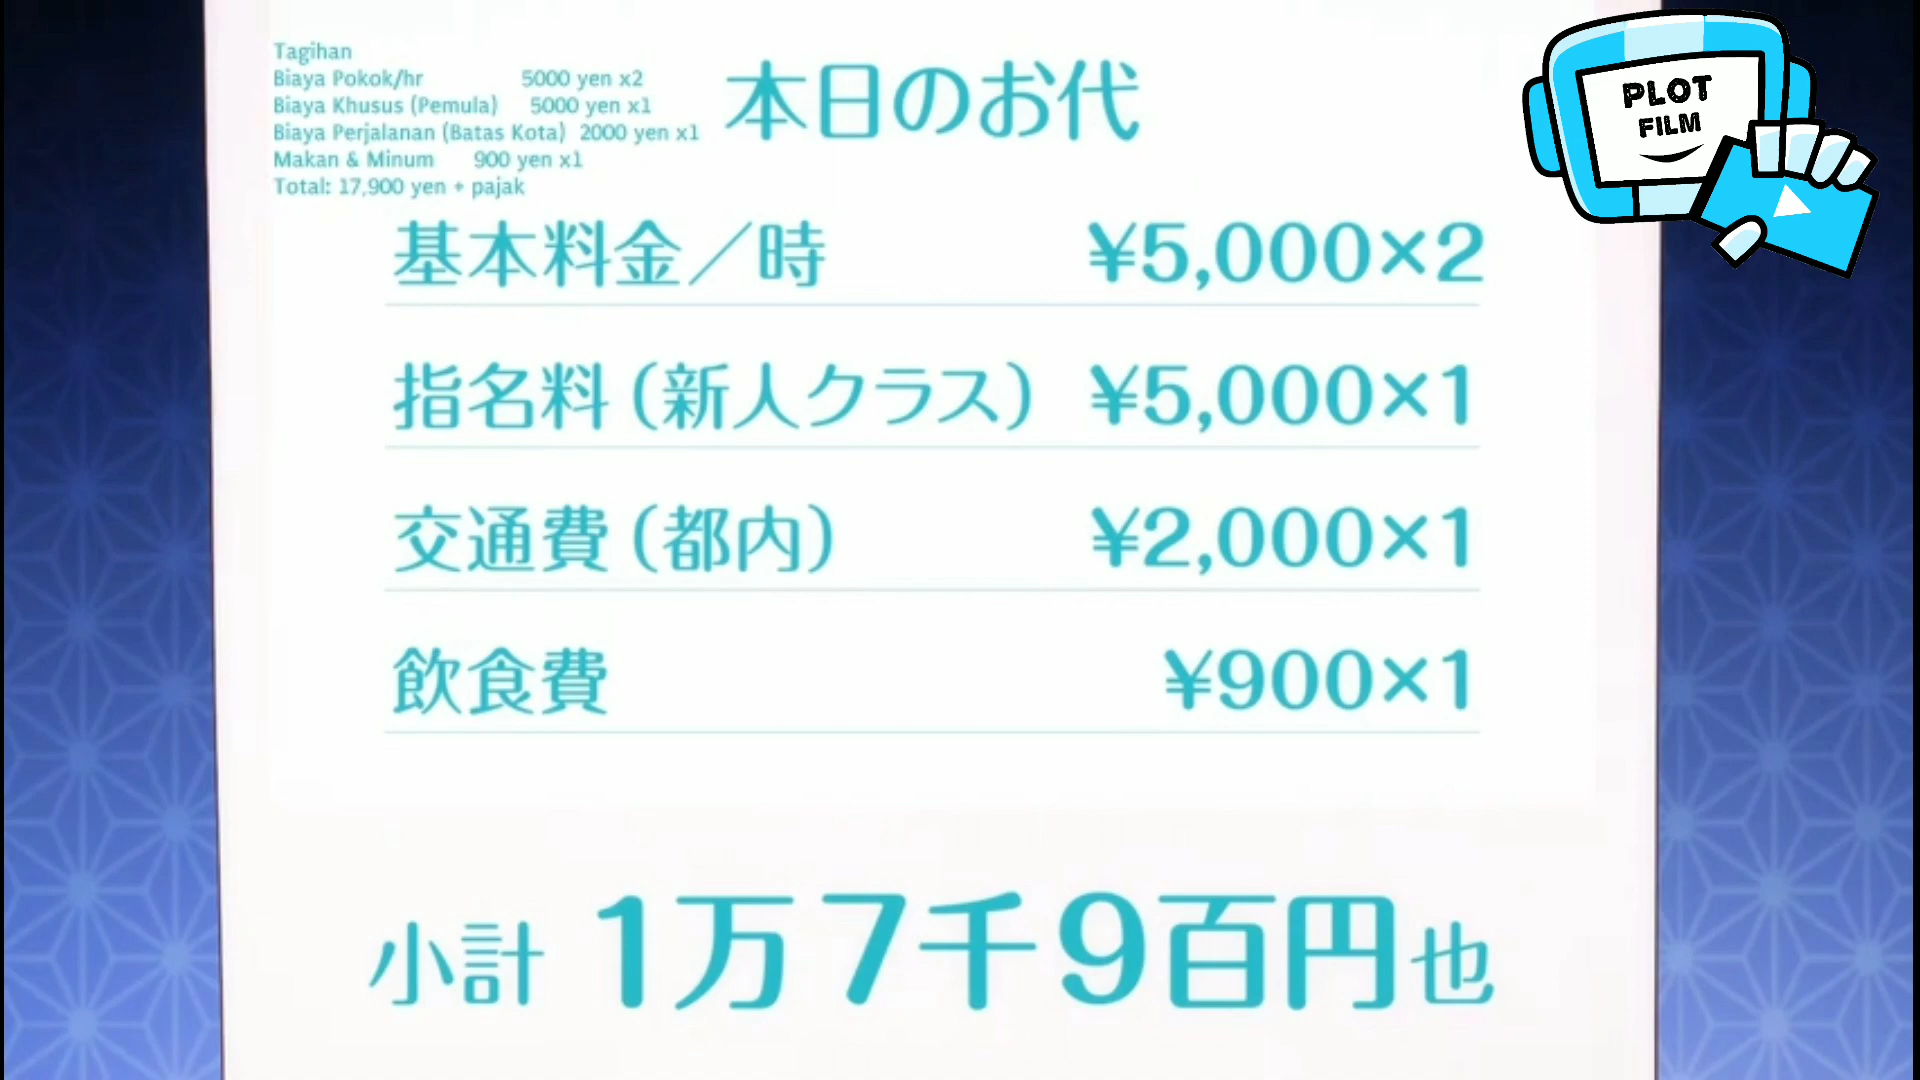 Tagihan
Biaya Pokok/hr 5000 yen x2
Biaya Khusus (Pemula) 5000 yen x1
Biaya Perjalanan (Batas Kota) 2000 yen x1
Makan & Minum 900 yen x1
Total: 17,900 yen + pajak
本日のお代
PLOT
FILM
基本料金／時 ¥5,000×2
指名料（新人クラス） ¥5,000×1
交通費（都内） ¥2,000×1
飲食費 ¥900×1
小計 1万7千9百円也